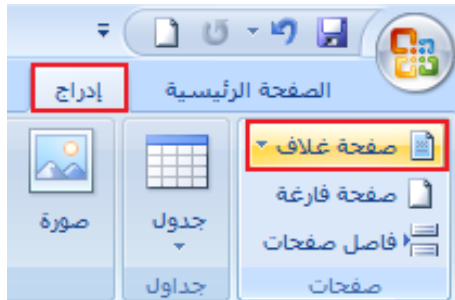 الصفحة الرئيسية
إدراج
صفحة غلاف
صفحة فارغة
فاصل صفحات
صفحات
جدول
جداول
صورة